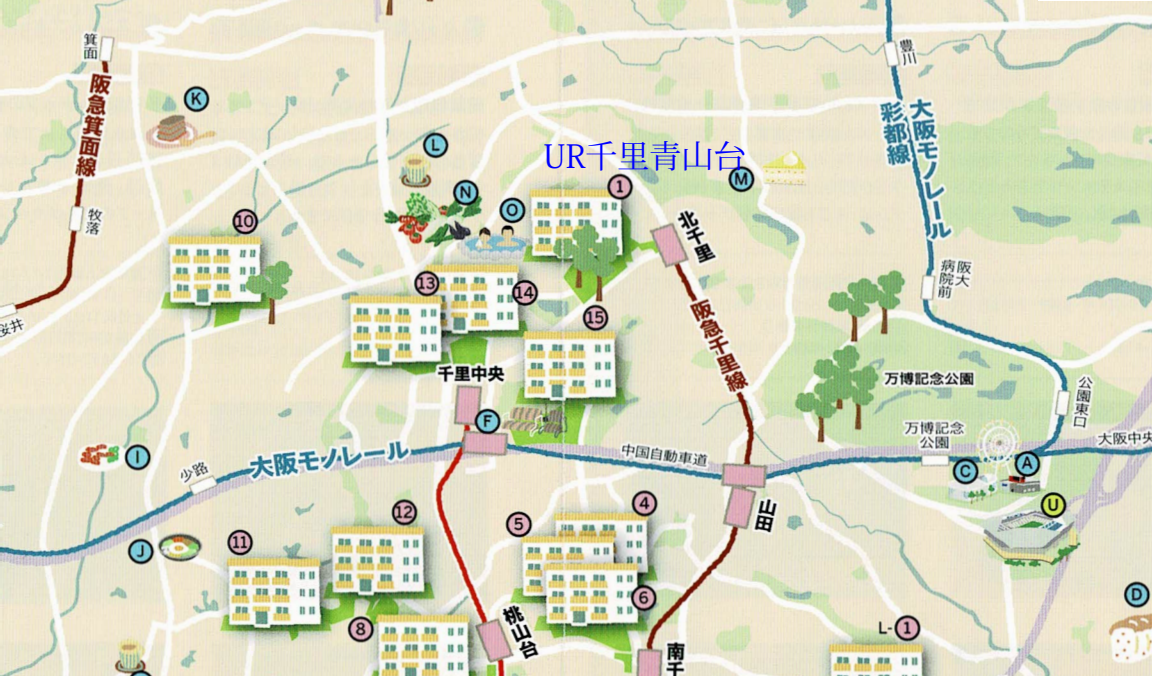 箕面
阪急箕面線
牧落
桜井
K
10
L
N
O
UR千里青山台
1
M
北千里
阪急千里線
豊川
大阪モノレール
彩都線
阪大
病院前
万博記念公園
公園東口
万博記念
公園
大阪中央
C
A
U
D
13
14
15
千里中央
F
中国自動車道
山田
I
少路
大阪モノレール
J
11
12
8
桃山台
5
4
6
南千
L-1